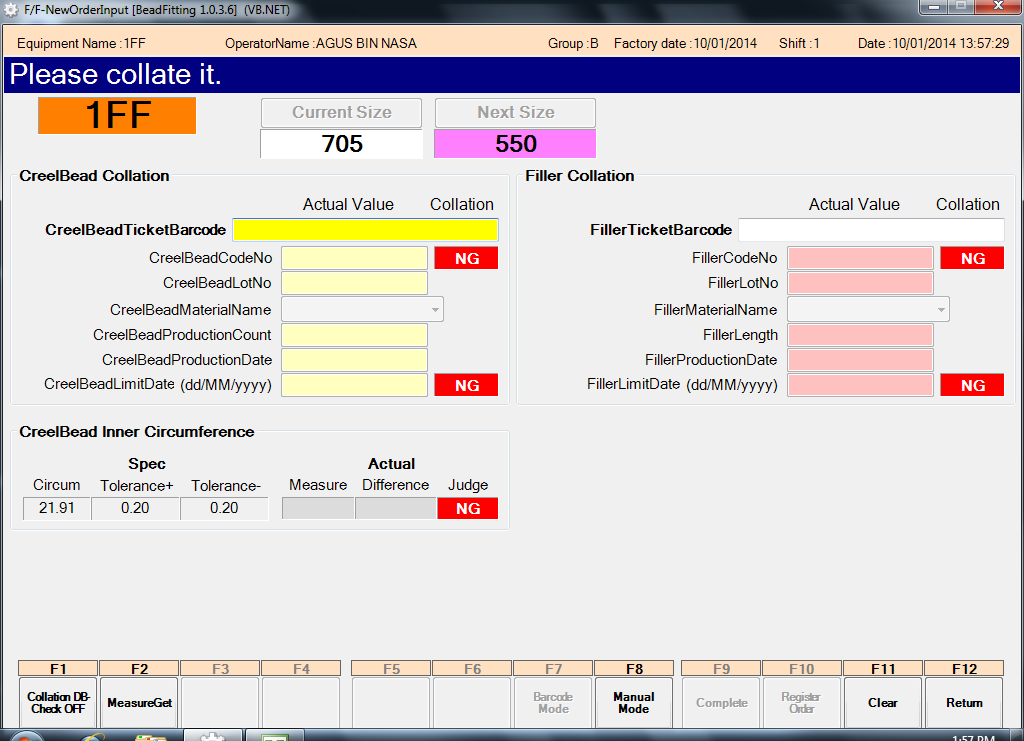 F/F-NewOrderInput [BeadFitting 1.0.3.6] (VB.NET)
Equipment Name :1FF OperatorName :AGUS BIN NASA Group :B Factory date :10/01/2014 Shift :1 Date :10/01/2014 13:57:29
Please collate it.
1FF
Current Size Next Size
705 550
CreelBead Collation
Actual Value Collation
CreelBeadTicketBarcode
CreelBeadCodeNo NG
CreelBeadLotNo
CreelBeadMaterialName
CreelBeadProductionCount
CreelBeadProductionDate
CreelBeadLimitDate (dd/MM/yyyy) NG
Filler Collation
Actual Value Collation
FillerTicketBarcode
FillerCodeNo NG
FillerLotNo
FillerMaterialName
FillerLength
FillerProductionDate
FillerLimitDate (dd/MM/yyyy) NG
CreelBead Inner Circumference
Spec Actual
Circum Tolerance+ Tolerance- Measure Difference Judge
21.91 0.20 0.20 NG
F1 F2 F3 F4 F5 F6 F7 F8 F9 F10 F11 F12
Collation DB-
Check OFF
MeasureGet
Barcode
Mode
Manual
Mode
Complete
Register
Order
Clear
Return
1:57 PM